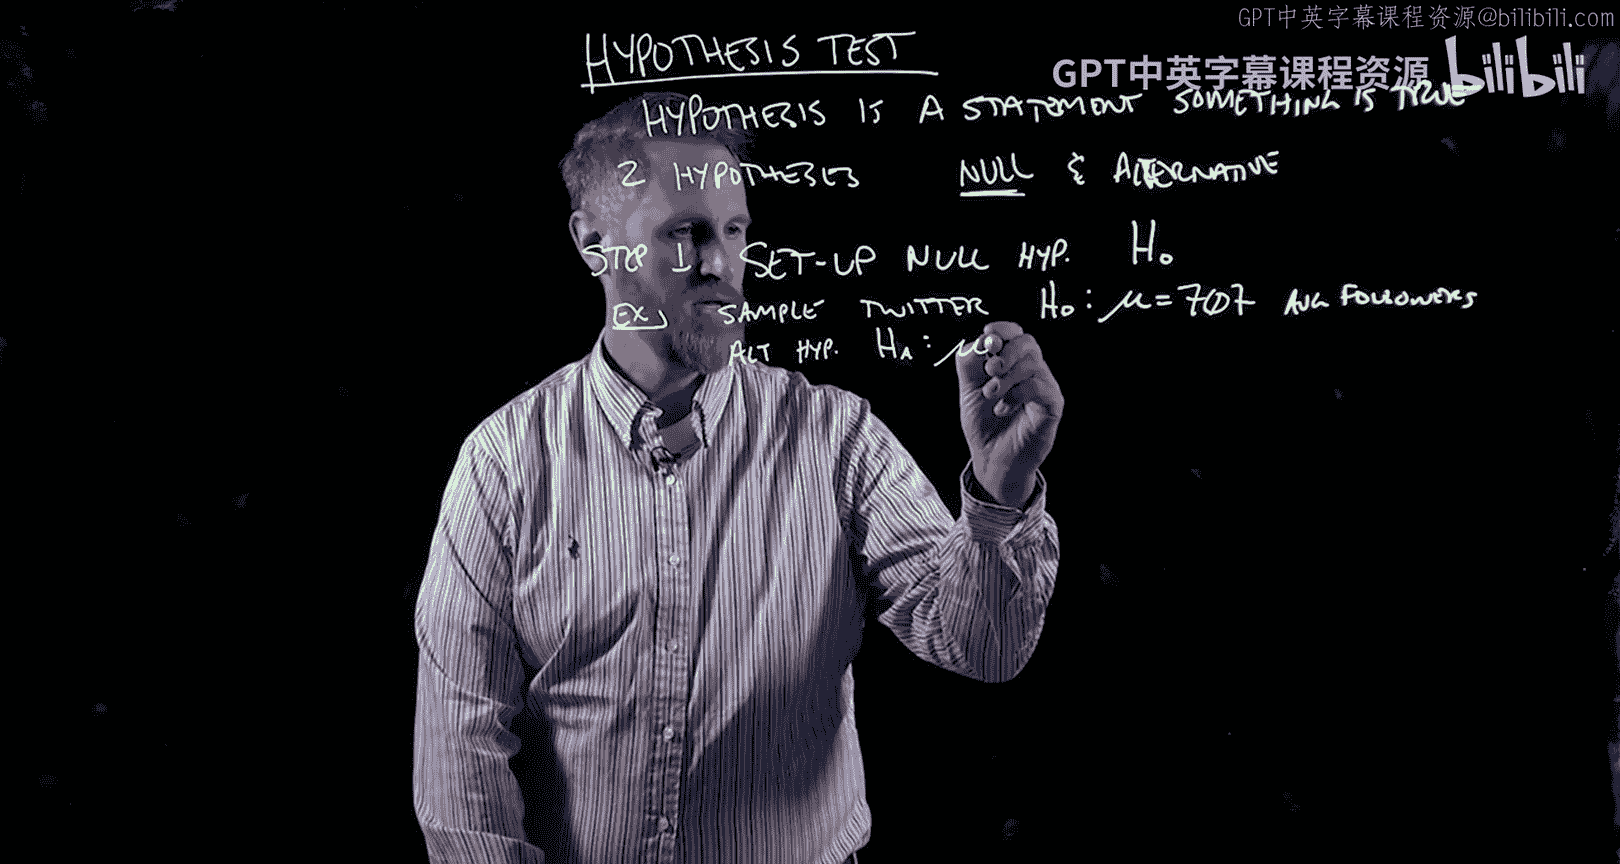 GPT中英字幕课程资源@bilibili.com
GPT中英字幕课程资源 bilibili
HYPOTHESIS TEST
HYPOTHESIS IS A STATEMENT SOMETHING IS TRUE
2 HYPOTHESES NULL & ALTERNATIVE
STEP 1 SET-UP NULL HYP. H₀
EX) SAMPLE TWITTER H₀: μ = 707 AVG FOLLOWERS
ALT HYP. Hₐ: μ